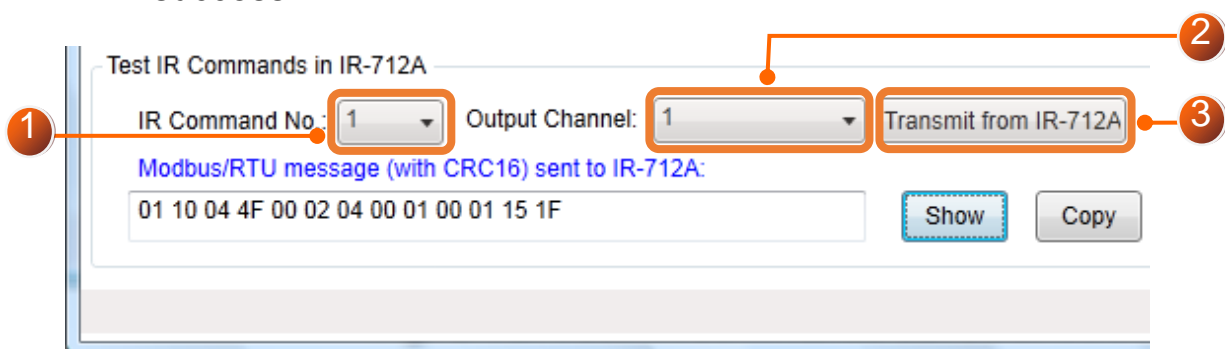 2
Test IR Commands in IR-712A
1 IR Command No.: 1 Output Channel: 1 Transmit from IR-712A 3
Modbus/RTU message (with CRC16) sent to IR-712A:
01 10 04 4F 00 02 04 00 01 00 01 15 1F Show Copy